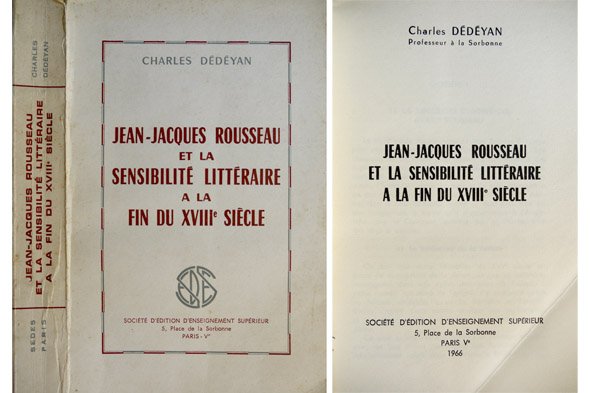 CHARLES
DÉDÉYAN
JEAN-JACQUES ROUSSEAU
ET LA SENSIBILITÉ LITTÉRAIRE
A LA FIN DU XVIIIᵉ SIÈCLE
SEDES
PARIS
CHARLES DÉDÉYAN
JEAN-JACQUES ROUSSEAU
ET LA
SENSIBILITÉ LITTÉRAIRE
A LA
FIN DU XVIIIᵉ SIÈCLE
SOCIÉTÉ D'ÉDITION D'ENSEIGNEMENT SUPÉRIEUR
5, Place de la Sorbonne
PARIS - Vᵉ
Charles DÉDÉYAN
Professeur à la Sorbonne
JEAN-JACQUES ROUSSEAU
ET LA SENSIBILITÉ LITTÉRAIRE
A LA FIN DU XVIIIᵉ SIÈCLE
SOCIÉTÉ D'ÉDITION D'ENSEIGNEMENT SUPÉRIEUR
5, Place de la Sorbonne
PARIS Vᵉ
1966